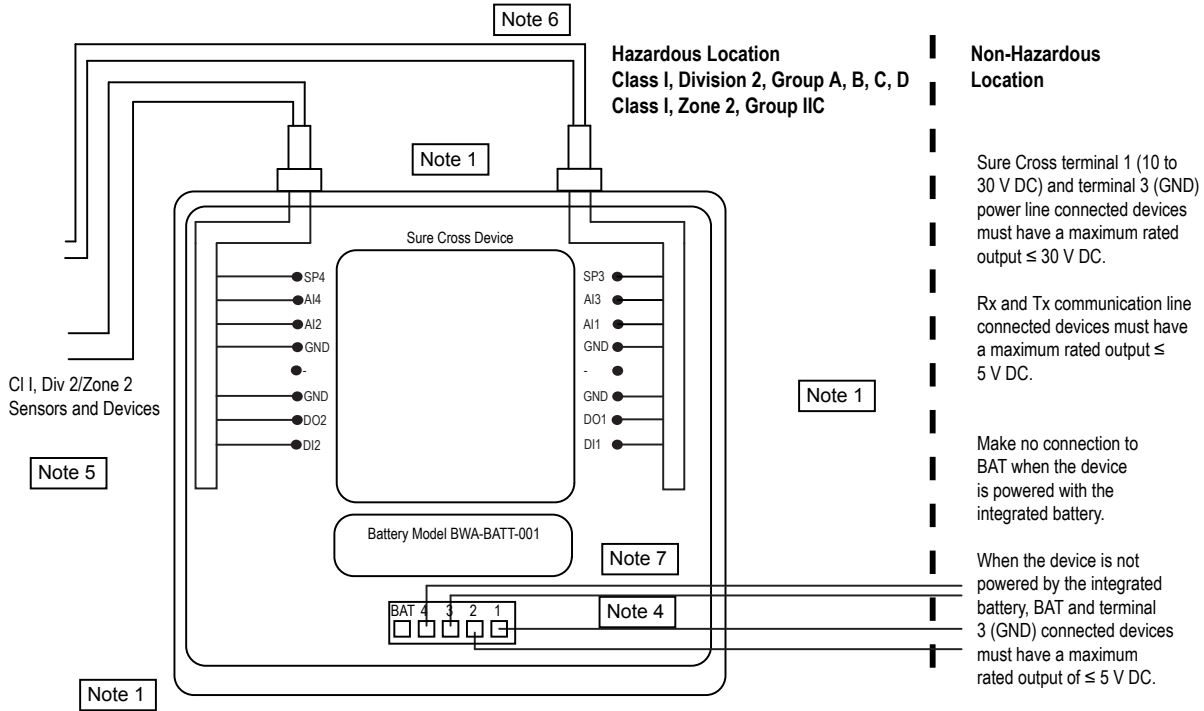 Note 6
Hazardous Location
Class I, Division 2, Group A, B, C, D
Class I, Zone 2, Group IIC
Non-Hazardous
Location
Note 1
Sure Cross terminal 1 (10 to
30 V DC) and terminal 3 (GND)
power line connected devices
must have a maximum rated
output ≤ 30 V DC.
Sure Cross Device
SP4
AI4
AI2
GND
-
GND
DO2
DI2
SP3
AI3
AI1
GND
-
GND
DO1
DI1
Rx and Tx communication line
connected devices must have
a maximum rated output ≤
5 V DC.
Cl I, Div 2/Zone 2
Sensors and Devices
Note 1
Note 5
Make no connection to
BAT when the device
is powered with the
integrated battery.
Battery Model BWA-BATT-001
Note 7
When the device is not
powered by the integrated
battery, BAT and terminal
3 (GND) connected devices
must have a maximum
rated output of ≤ 5 V DC.
BAT 4 3 2 1
Note 4
Note 1